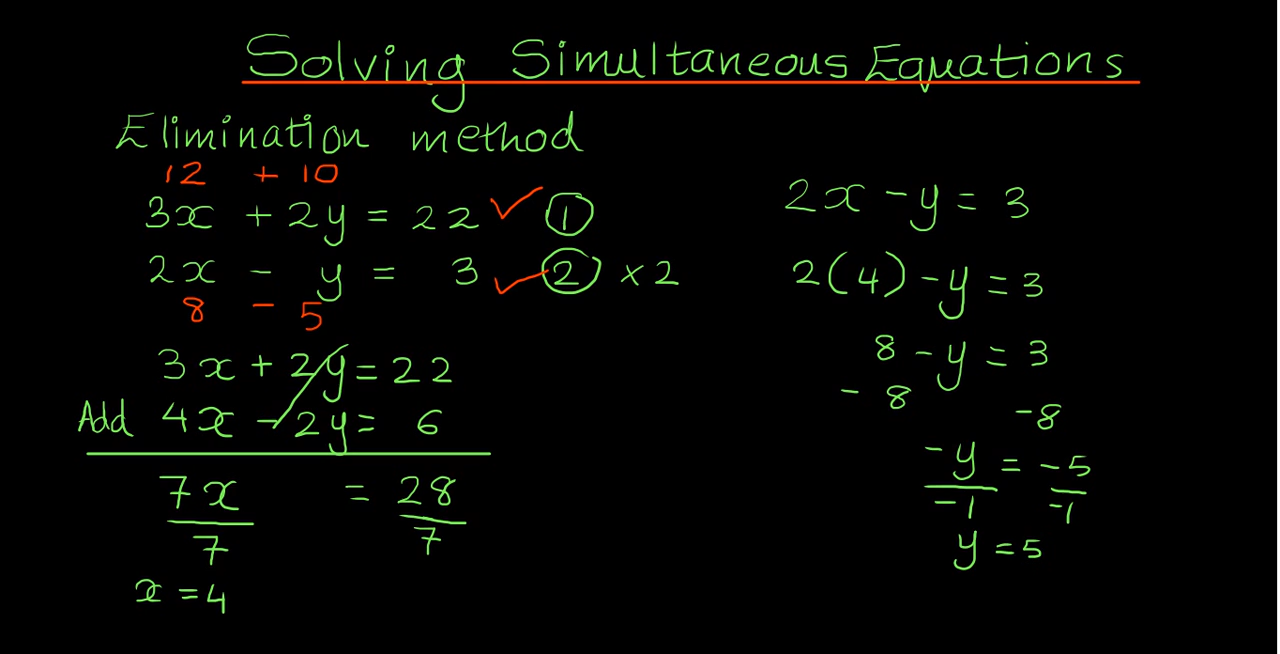 Solving Simultaneous Equations
Elimination method
12 + 10
3x + 2y = 22 ✓ ①
2x - y = 3 ✓ ② × 2
8 - 5
3x + 2y = 22
Add 4x - 2y = 6
7x = 28
7 7
x = 4
2x - y = 3
2(4) - y = 3
8 - y = 3
- 8 -8
-y = -5
-1 -1
y = 5